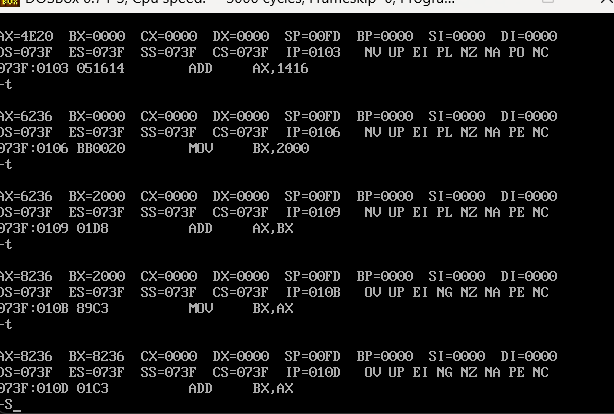 DOSBox 0.74-3, Cpu speed: 3000 cycles, Frameskip 0, Progra...
AX=4E20 BX=0000 CX=0000 DX=0000 SP=00FD BP=0000 SI=0000 DI=0000
DS=073F ES=073F SS=073F CS=073F IP=0103 NV UP EI PL NZ NA PO NC
073F:0103 051614 ADD AX,1416
-t
AX=6236 BX=0000 CX=0000 DX=0000 SP=00FD BP=0000 SI=0000 DI=0000
DS=073F ES=073F SS=073F CS=073F IP=0106 NV UP EI PL NZ NA PE NC
073F:0106 BB0020 MOV BX,2000
-t
AX=6236 BX=2000 CX=0000 DX=0000 SP=00FD BP=0000 SI=0000 DI=0000
DS=073F ES=073F SS=073F CS=073F IP=0109 NV UP EI PL NZ NA PE NC
073F:0109 01D8 ADD AX,BX
-t
AX=8236 BX=2000 CX=0000 DX=0000 SP=00FD BP=0000 SI=0000 DI=0000
DS=073F ES=073F SS=073F CS=073F IP=010B OV UP EI NG NZ NA PE NC
073F:010B 89C3 MOV BX,AX
-t
AX=8236 BX=8236 CX=0000 DX=0000 SP=00FD BP=0000 SI=0000 DI=0000
DS=073F ES=073F SS=073F CS=073F IP=010D OV UP EI NG NZ NA PE NC
073F:010D 01C3 ADD BX,AX
-S_